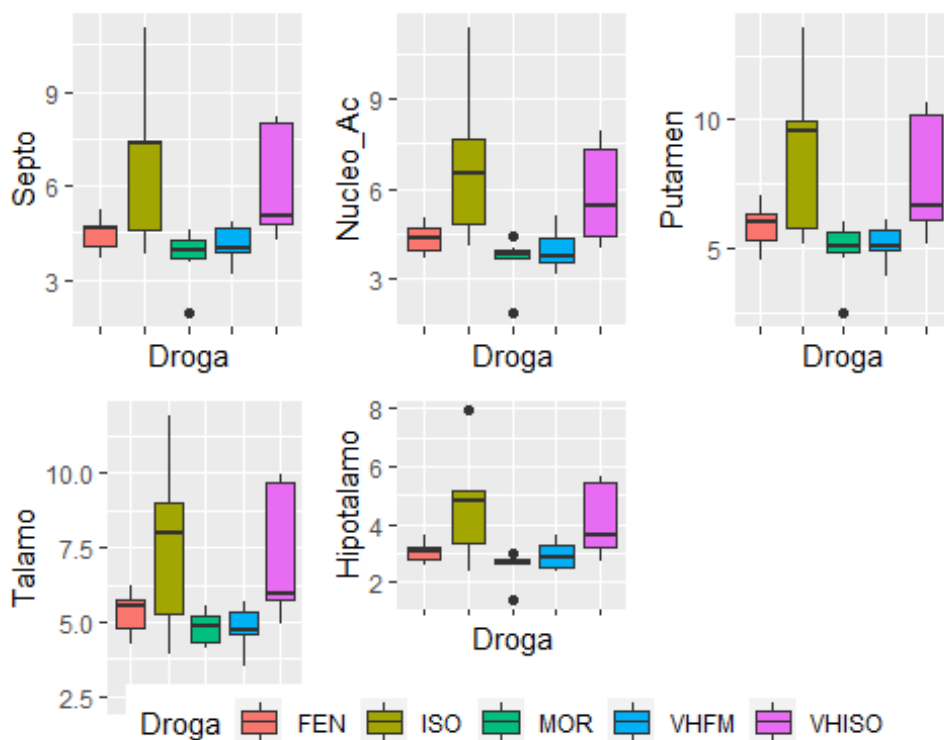 Septo
9
6
3
Droga
Nucleo_Ac
9
6
3
Droga
Putamen
10
5
Droga
Talamo
10.0
7.5
5.0
2.5
Hipotalamo
8
6
4
2
Droga
Droga FEN ISO MOR VHFM VHISO